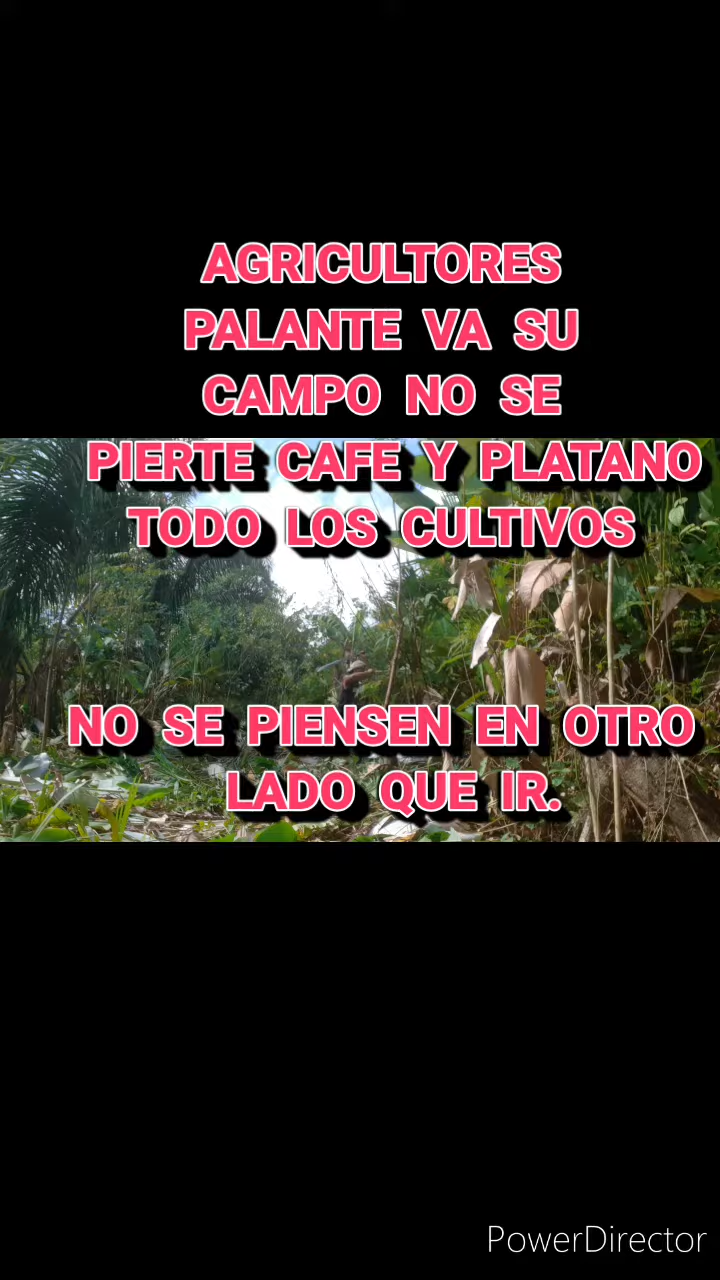 AGRICULTORES
PALANTE VA SU
CAMPO NO SE
PIERTE CAFE Y PLATANO
TODO LOS CULTIVOS
NO SE PIENSEN EN OTRO
LADO QUE IR.
PowerDirector